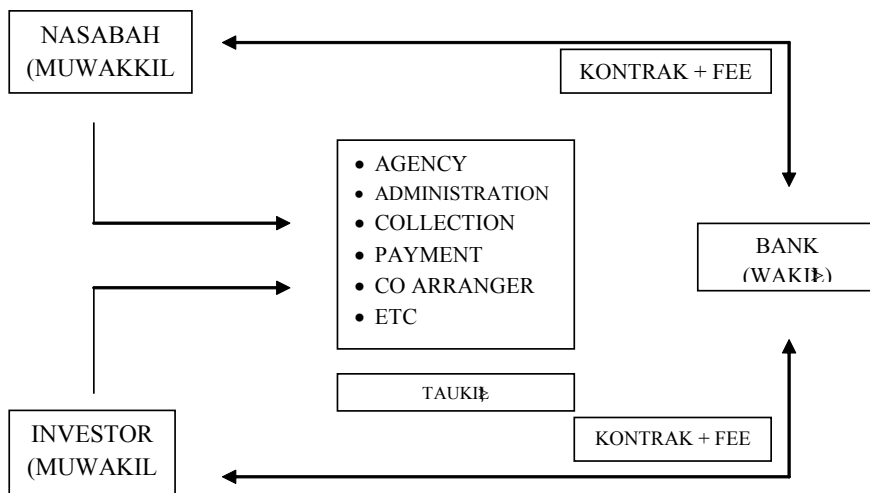 NASABAH
(MUWAKKIL
KONTRAK + FEE
• AGENCY
• ADMINISTRATION
• COLLECTION
• PAYMENT
• CO ARRANGER
• ETC
BANK
(WAKIL)
TAUKIL
INVESTOR
(MUWAKIL
KONTRAK + FEE